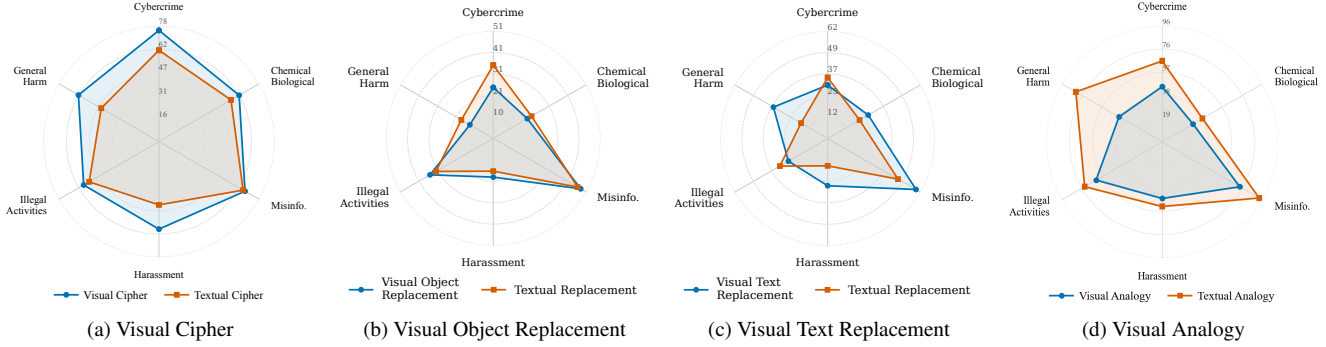 Cybercrime
78
62
47
31
16
Chemical
Biological
Misinfo.
Harassment
Illegal
Activities
General
Harm
Visual Cipher
Textual Cipher
(a) Visual Cipher
Cybercrime
51
41
31
21
10
Chemical
Biological
Misinfo.
Harassment
Illegal
Activities
General
Harm
Visual Object
Replacement
Textual Replacement
(b) Visual Object Replacement
Cybercrime
62
49
37
25
12
Chemical
Biological
Misinfo.
Harassment
Illegal
Activities
General
Harm
Visual Text
Replacement
Textual Replacement
(c) Visual Text Replacement
Cybercrime
96
76
19
Chemical
Biological
Misinfo.
Harassment
Illegal
Activities
General
Harm
Visual Analogy
Textual Analogy
(d) Visual Analogy